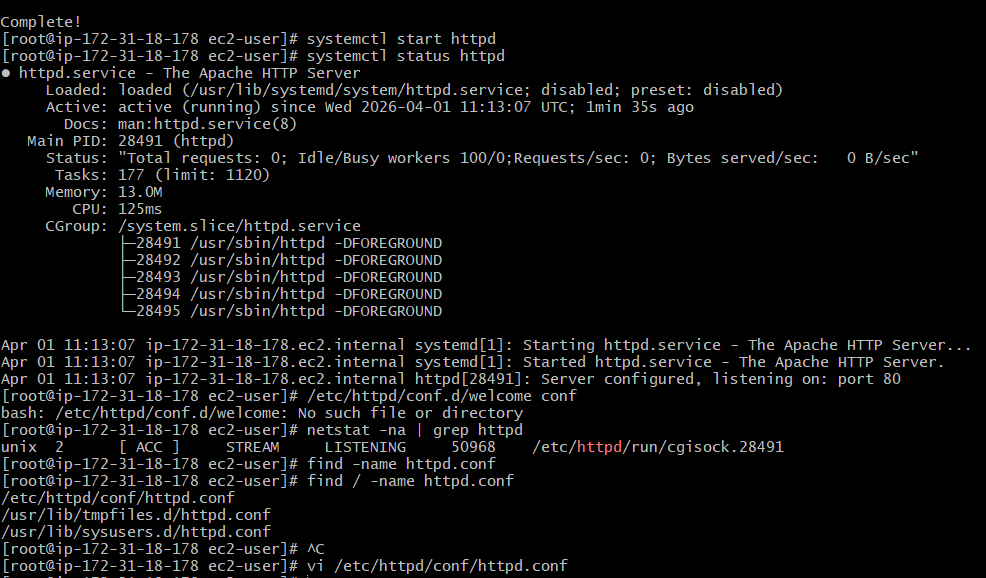 Complete!
[root@ip-172-31-18-178 ec2-user]# systemctl start httpd
[root@ip-172-31-18-178 ec2-user]# systemctl status httpd
● httpd.service - The Apache HTTP Server
     Loaded: loaded (/usr/lib/systemd/system/httpd.service; disabled; preset: disabled)
     Active: active (running) since Wed 2026-04-01 11:13:07 UTC; 1min 35s ago
       Docs: man:httpd.service(8)
   Main PID: 28491 (httpd)
     Status: "Total requests: 0; Idle/Busy workers 100/0;Requests/sec: 0; Bytes served/sec:   0 B/sec"
      Tasks: 177 (limit: 1120)
     Memory: 13.0M
        CPU: 125ms
     CGroup: /system.slice/httpd.service
             ├─28491 /usr/sbin/httpd -DFOREGROUND
             ├─28492 /usr/sbin/httpd -DFOREGROUND
             ├─28493 /usr/sbin/httpd -DFOREGROUND
             ├─28494 /usr/sbin/httpd -DFOREGROUND
             └─28495 /usr/sbin/httpd -DFOREGROUND
Apr 01 11:13:07 ip-172-31-18-178.ec2.internal systemd[1]: Starting httpd.service - The Apache HTTP Server...
Apr 01 11:13:07 ip-172-31-18-178.ec2.internal systemd[1]: Started httpd.service - The Apache HTTP Server.
Apr 01 11:13:07 ip-172-31-18-178.ec2.internal httpd[28491]: Server configured, listening on: port 80
[root@ip-172-31-18-178 ec2-user]# /etc/httpd/conf.d/welcome conf
bash: /etc/httpd/conf.d/welcome: No such file or directory
[root@ip-172-31-18-178 ec2-user]# netstat -na | grep httpd
unix  2      [ ACC ]     STREAM     LISTENING     50968    /etc/httpd/run/cgisock.28491
[root@ip-172-31-18-178 ec2-user]# find -name httpd.conf
[root@ip-172-31-18-178 ec2-user]# find / -name httpd.conf
/etc/httpd/conf/httpd.conf
/usr/lib/tmpfiles.d/httpd.conf
/usr/lib/sysusers.d/httpd.conf
[root@ip-172-31-18-178 ec2-user]# ^C
[root@ip-172-31-18-178 ec2-user]# vi /etc/httpd/conf/httpd.conf